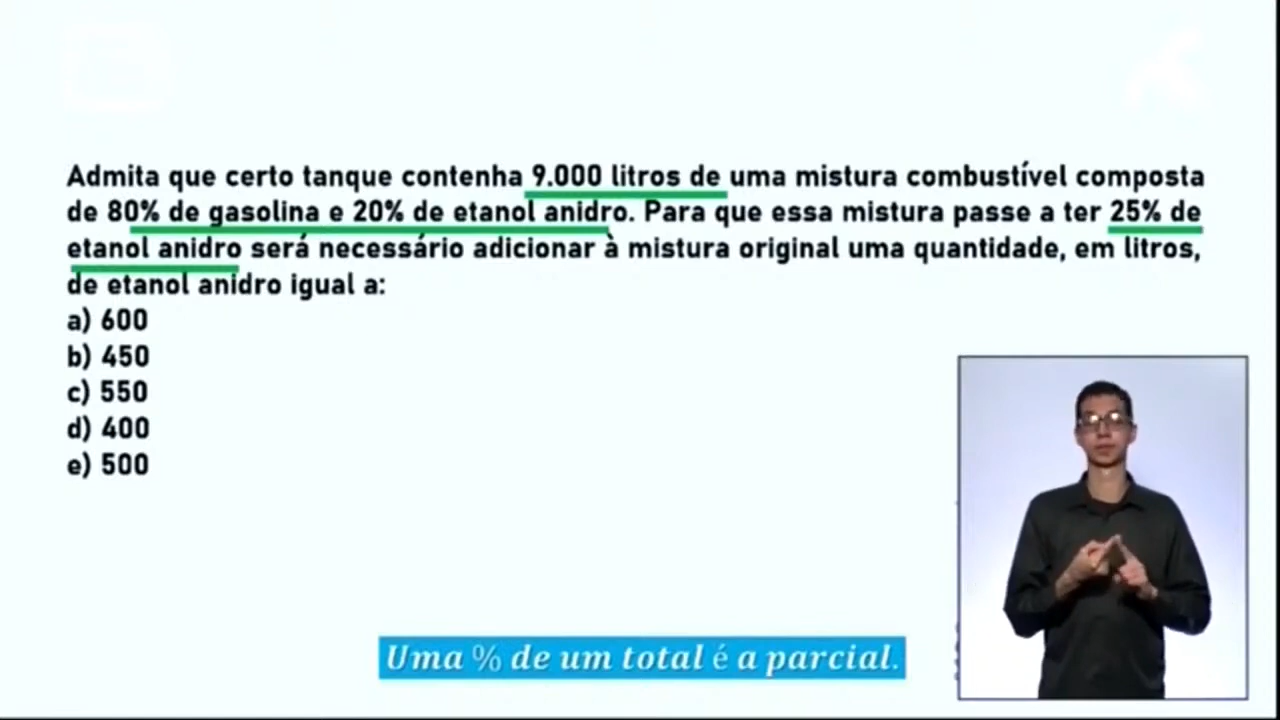 Admita que certo tanque contenha 9.000 litros de uma mistura combustível composta
de 80% de gasolina e 20% de etanol anidro. Para que essa mistura passe a ter 25% de
etanol anidro será necessário adicionar à mistura original uma quantidade, em litros,
de etanol anidro igual a:
a) 600
b) 450
c) 550
d) 400
e) 500
Uma % de um total é a parcial.